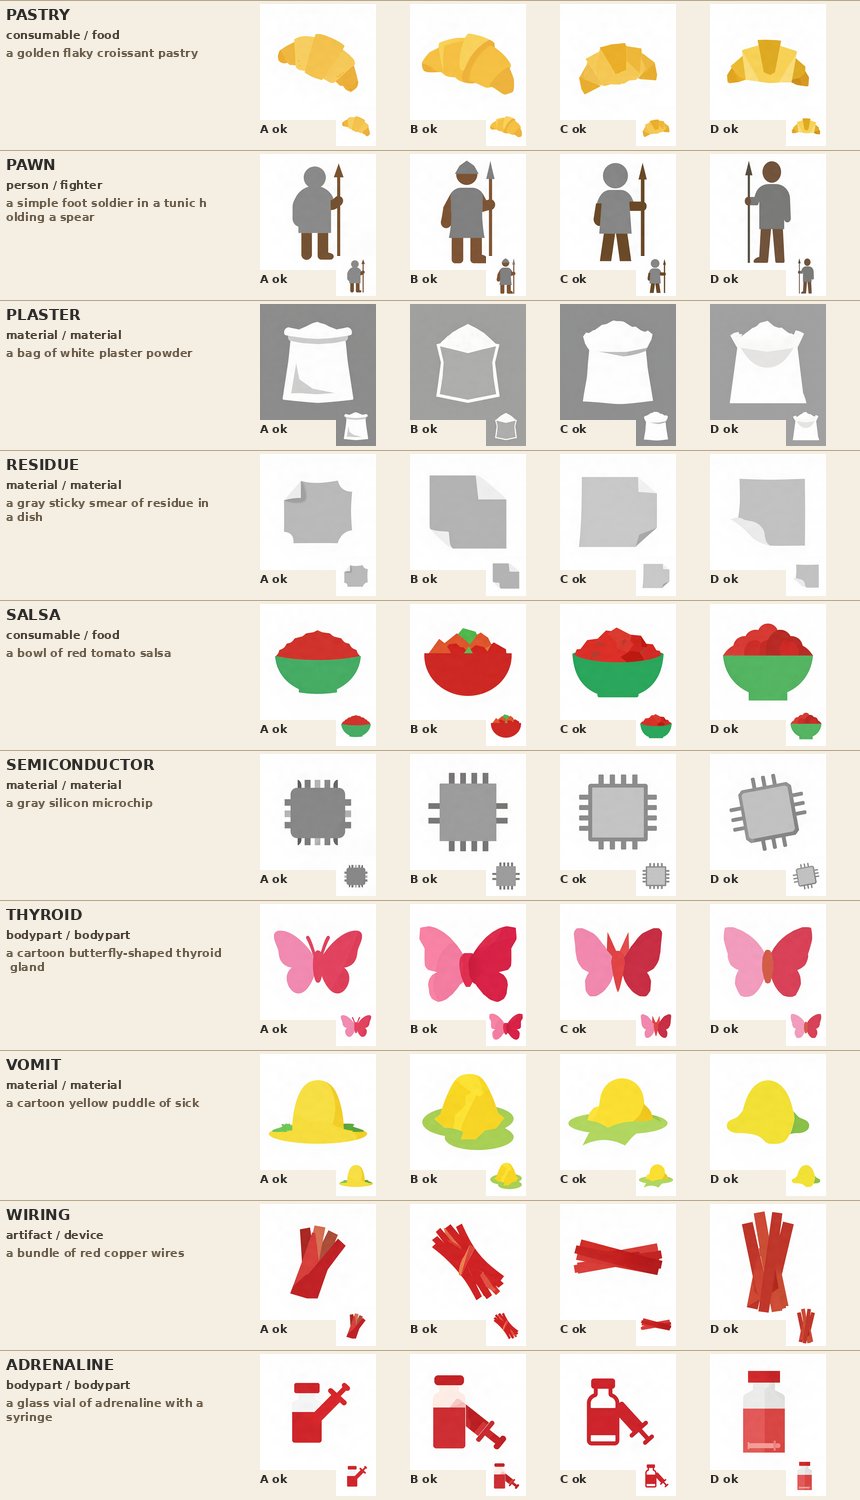 PASTRY
consumable / food
a golden flaky croissant pastry
A ok
B ok
C ok
D ok
PAWN
person / fighter
a simple foot soldier in a tunic h
olding a spear
A ok
B ok
C ok
D ok
PLASTER
material / material
a bag of white plaster powder
A ok
B ok
C ok
D ok
RESIDUE
material / material
a gray sticky smear of residue in
a dish
A ok
B ok
C ok
D ok
SALSA
consumable / food
a bowl of red tomato salsa
A ok
B ok
C ok
D ok
SEMICONDUCTOR
material / material
a gray silicon microchip
A ok
B ok
C ok
D ok
THYROID
bodypart / bodypart
a cartoon butterfly-shaped thyroid
gland
A ok
B ok
C ok
D ok
VOMIT
material / material
a cartoon yellow puddle of sick
A ok
B ok
C ok
D ok
WIRING
artifact / device
a bundle of red copper wires
A ok
B ok
C ok
D ok
ADRENALINE
bodypart / bodypart
a glass vial of adrenaline with a
syringe
A ok
B ok
C ok
D ok